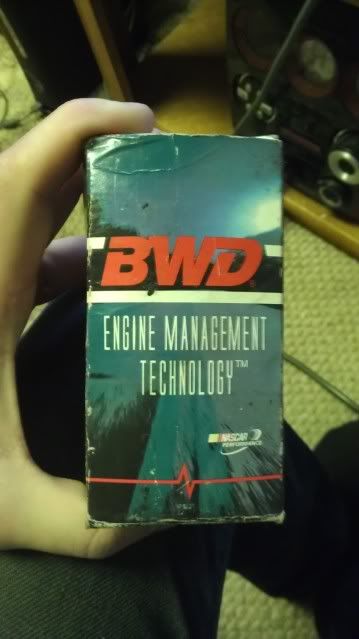 BWD®
ENGINE MANAGEMENT
TECHNOLOGY™
NASCAR
PERFORMANCE